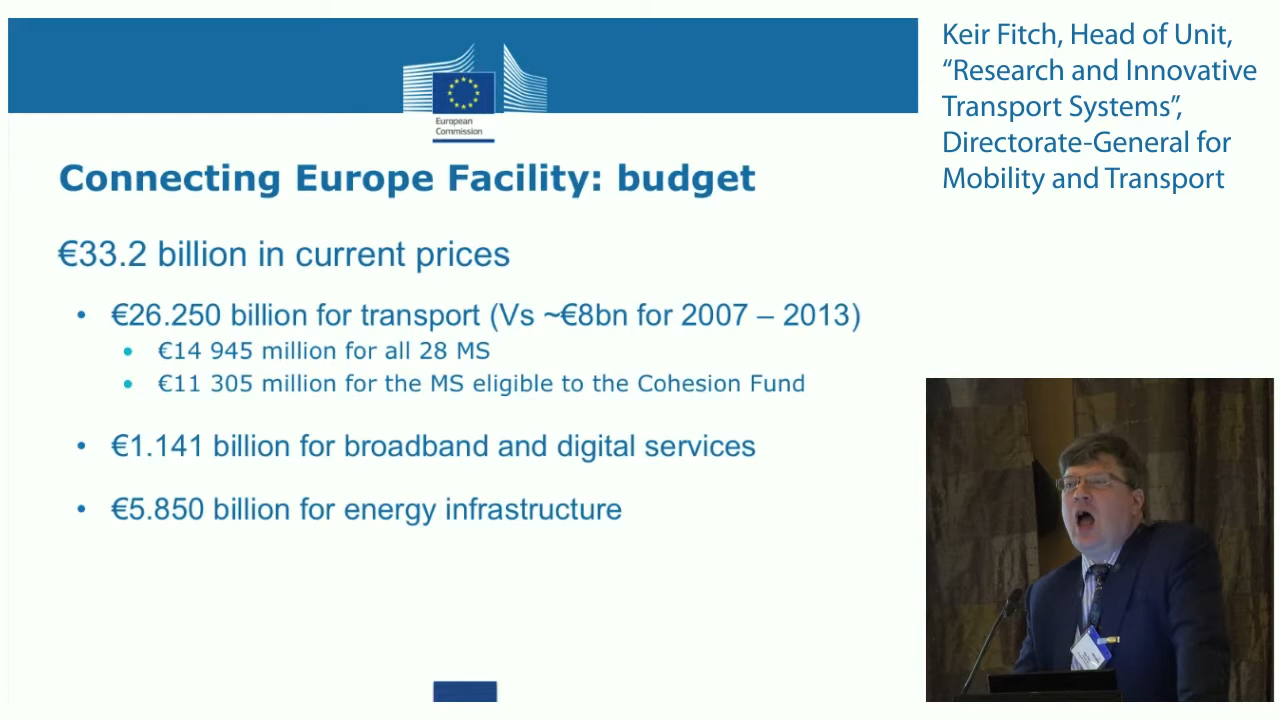 European
Commission
Connecting Europe Facility: budget
€33.2 billion in current prices
• €26.250 billion for transport (Vs ~€8bn for 2007 – 2013)
• €14 945 million for all 28 MS
• €11 305 million for the MS eligible to the Cohesion Fund
• €1.141 billion for broadband and digital services
• €5.850 billion for energy infrastructure
Keir Fitch, Head of Unit,
“Research and Innovative
Transport Systems”,
Directorate-General for
Mobility and Transport